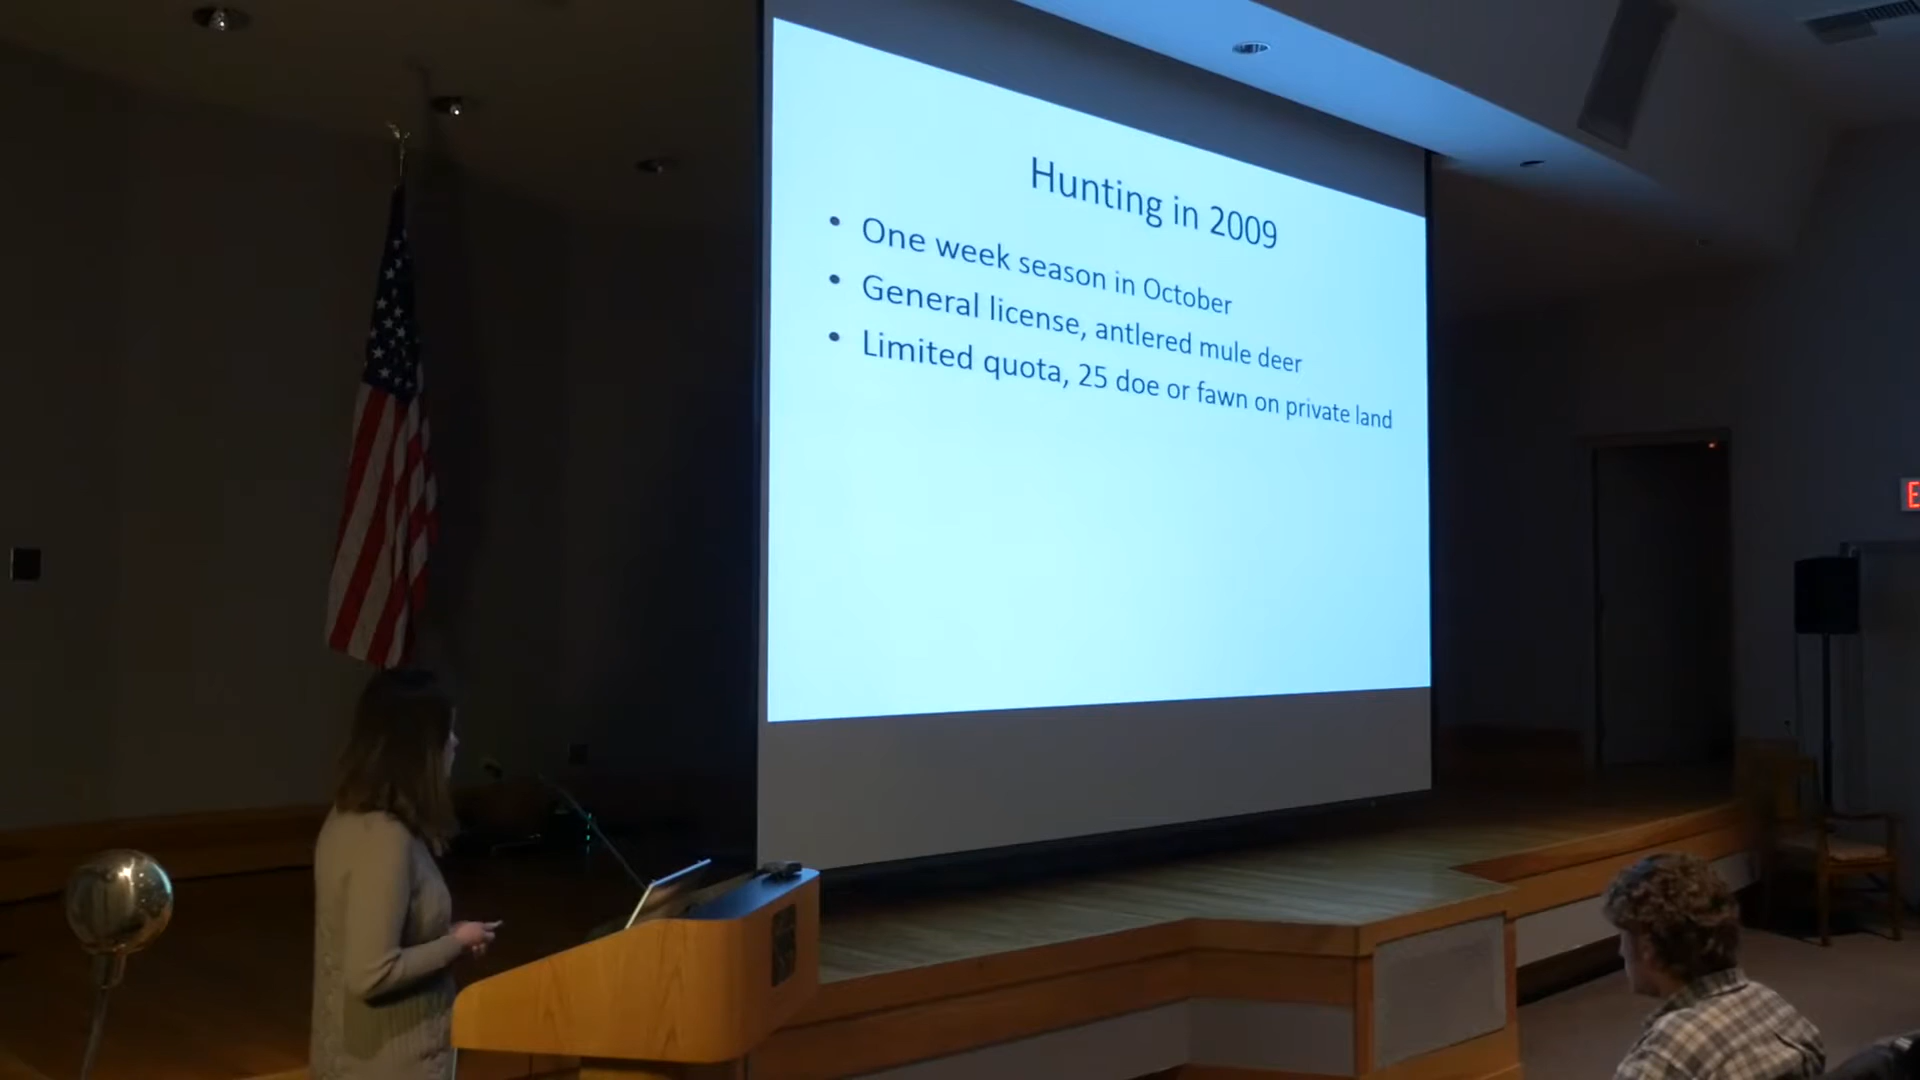 Hunting in 2009
• One week season in October
• General license, antlered mule deer
• Limited quota, 25 doe or fawn on private land
E